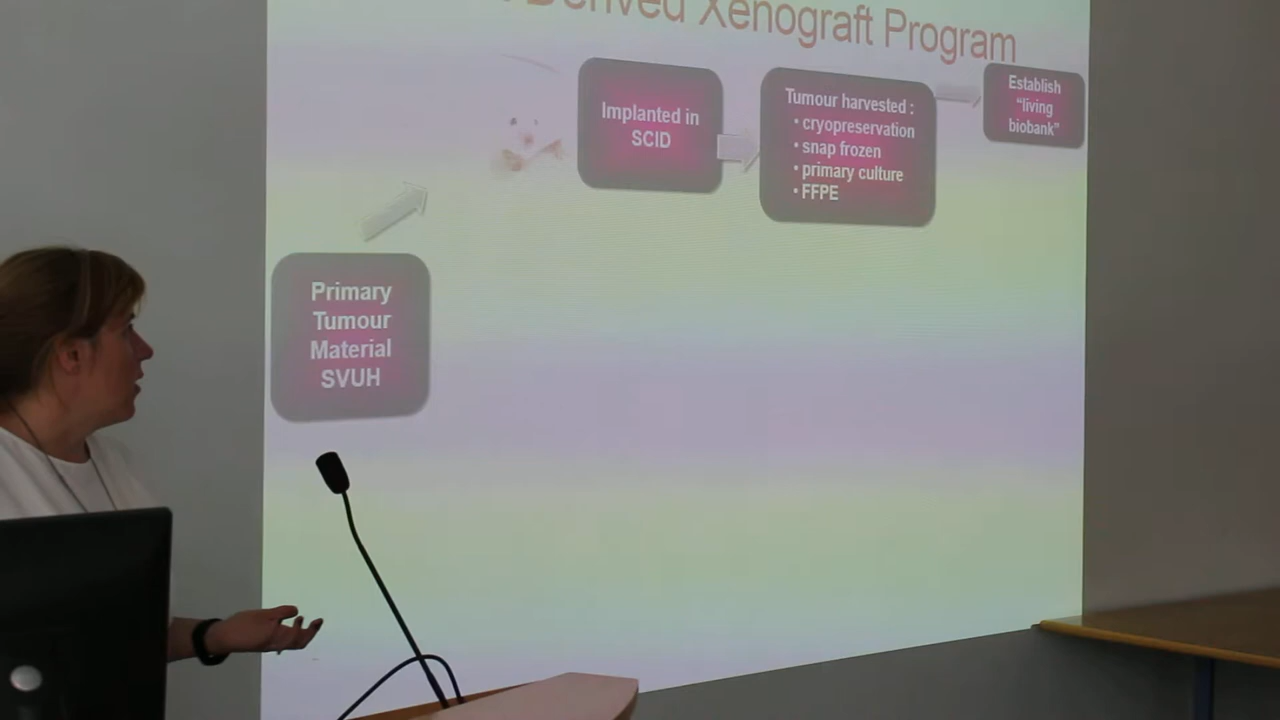 Derived Xenograft Program
Implanted in
SCID
Tumour harvested :
• cryopreservation
• snap frozen
• primary culture
• FFPE
Establish
“living
biobank”
Primary
Tumour
Material
SVUH